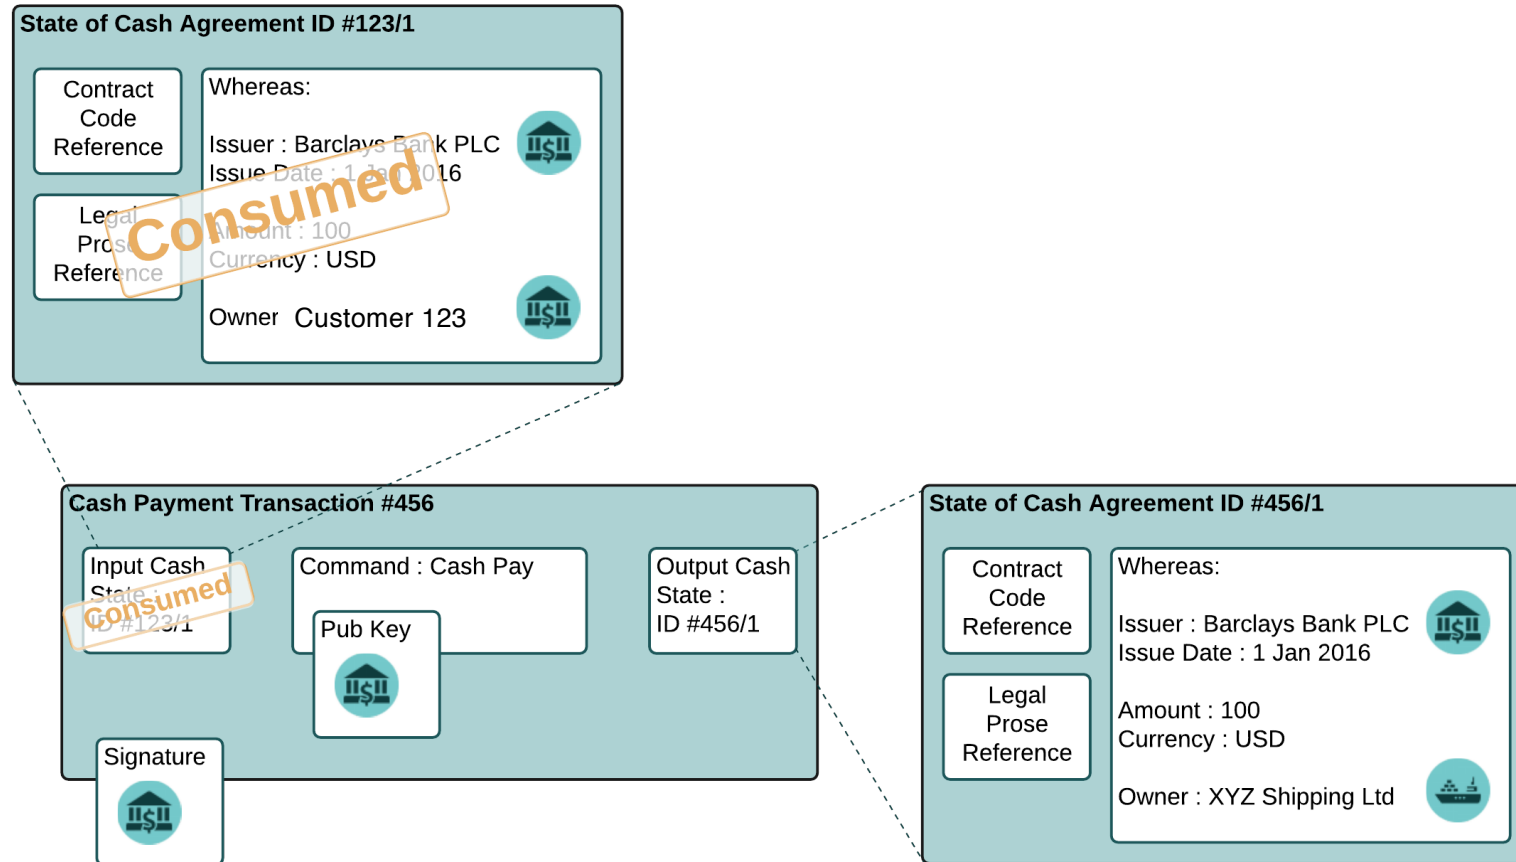 State of Cash Agreement ID #123/1
Contract
Code
Reference
Legal
Prose
Reference
Whereas:
Issuer : Barclays Bank PLC
Issue Date : 1 Jan 2016
Amount : 100
Currency : USD
Owner Customer 123
Consumed
Cash Payment Transaction #456
Input Cash
State :
ID #123/1
Consumed
Command : Cash Pay
Pub Key
Output Cash
State :
ID #456/1
Signature
State of Cash Agreement ID #456/1
Contract
Code
Reference
Legal
Prose
Reference
Whereas:
Issuer : Barclays Bank PLC
Issue Date : 1 Jan 2016
Amount : 100
Currency : USD
Owner : XYZ Shipping Ltd